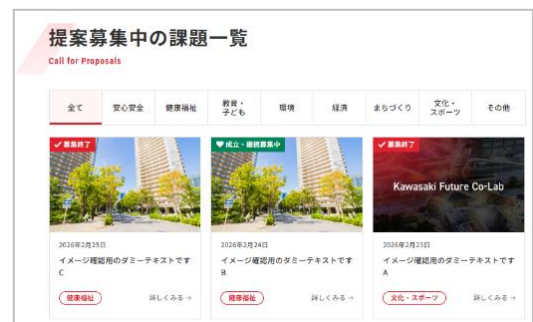 提案募集中の課題一覧
Call for Proposals
全て
安心安全
健康福祉
教育・
子ども
環境
経済
まちづくり
文化・
スポーツ
その他
募集終了
成立・継続募集中
募集終了
Kawasaki Future Co-Lab
2026年2月25日
イメージ確認用のダミーテキストです
C
健康福祉
詳しくみる→
2026年2月24日
イメージ確認用のダミーテキストです
B
健康福祉
詳しくみる→
2026年2月23日
イメージ確認用のダミーテキストです
A
文化・スポーツ
詳しくみる→